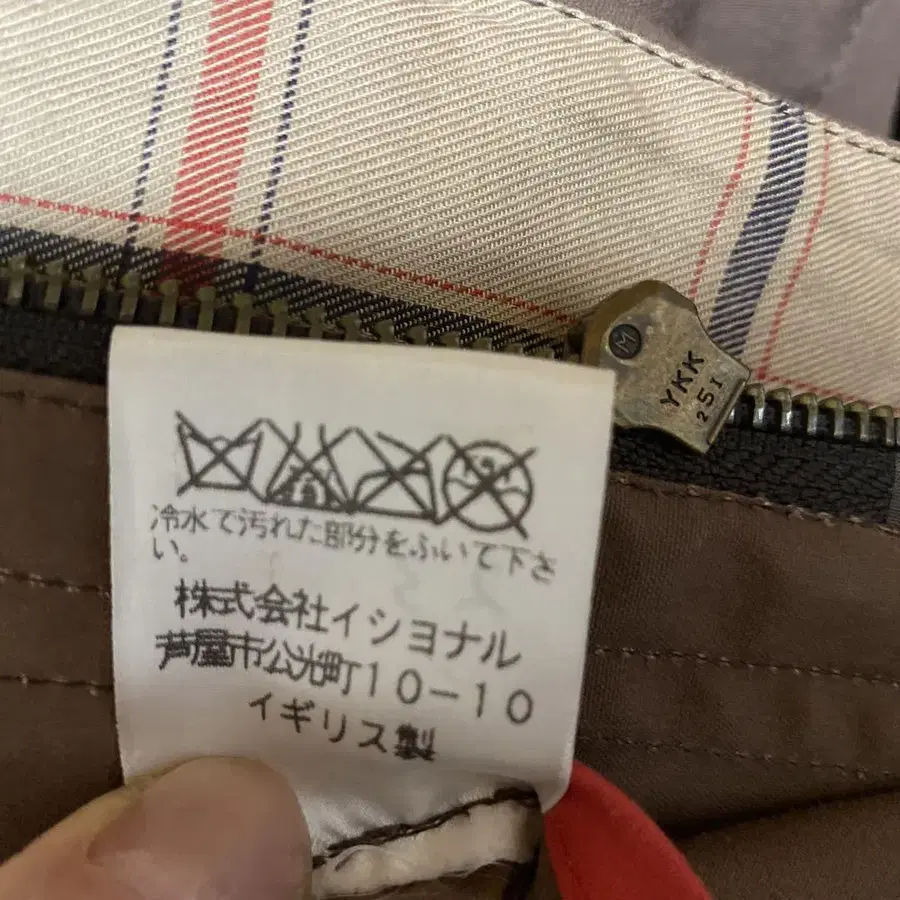 M
YKK
251
冷水で汚れた部分をふいて下さ
い。
株式会社イショナル
芦屋市公光町10-10
イギリス製